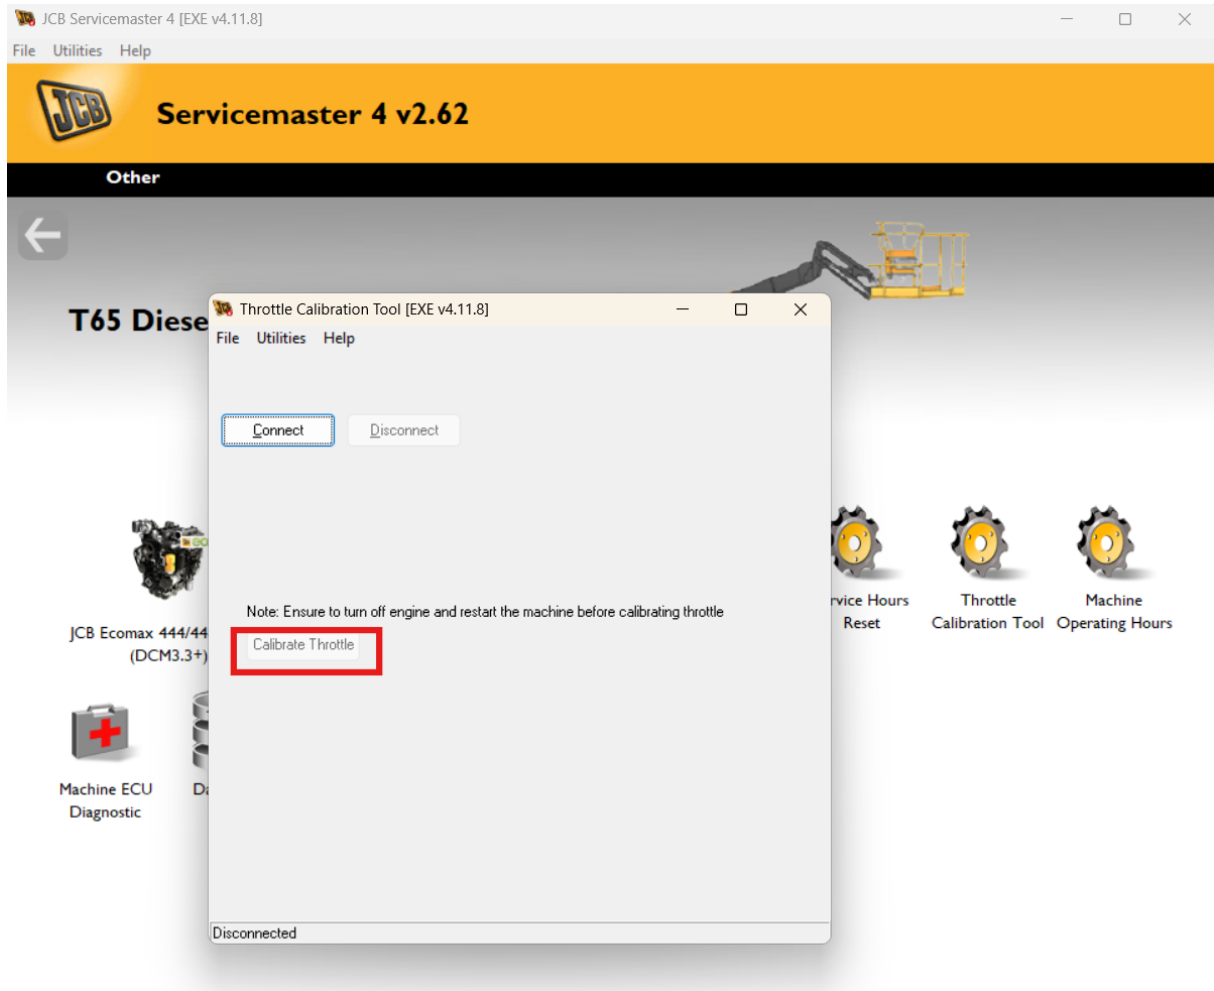 JCB Servicemaster 4 [EXE v4.11.8]
File Utilities Help
JCB
Servicemaster 4 v2.62
Other
T65 Diese
Throttle Calibration Tool [EXE v4.11.8]
File Utilities Help
Connect
Disconnect
Note: Ensure to turn off engine and restart the machine before calibrating throttle
Calibrate Throttle
Disconnected
JCB Ecomax 444/44
(DCM3.3+)
rvice Hours
Reset
Throttle
Calibration Tool
Machine
Operating Hours
Machine ECU
Diagnostic